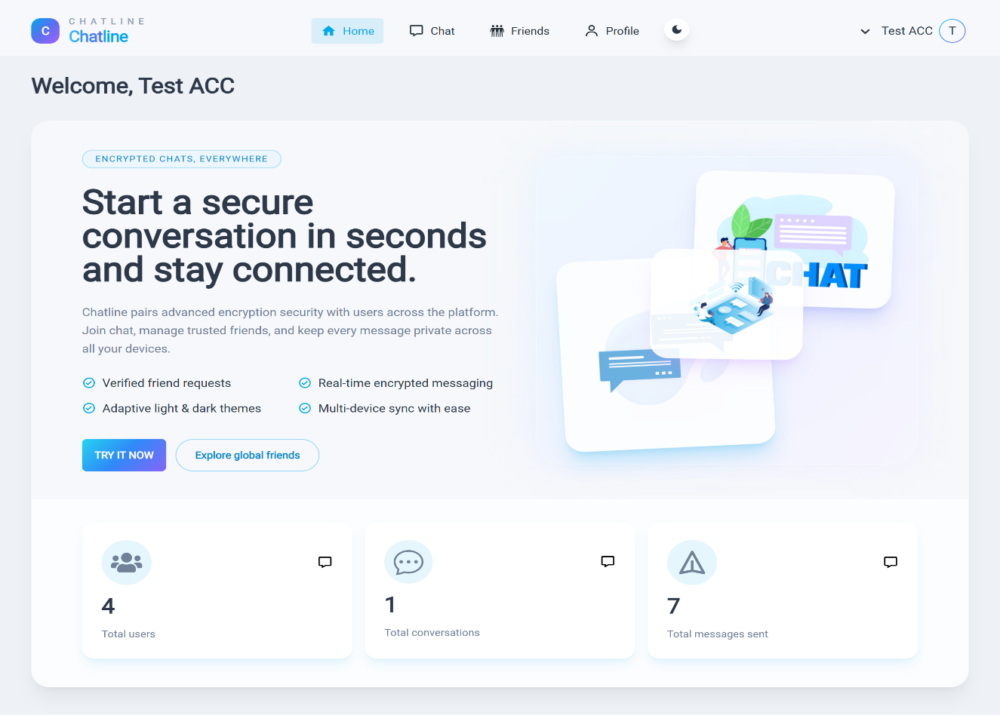 C
CHATLINE
Chatline
Home
Chat
Friends
Profile
Test ACC
T
Welcome, Test ACC
ENCRYPTED CHATS, EVERYWHERE
Start a secure
conversation in seconds
and stay connected.
Chatline pairs advanced encryption security with users across the platform.
Join chat, manage trusted friends, and keep every message private across
all your devices.
Verified friend requests
Real-time encrypted messaging
Adaptive light & dark themes
Multi-device sync with ease
TRY IT NOW
Explore global friends
CHAT
4
Total users
1
Total conversations
7
Total messages sent